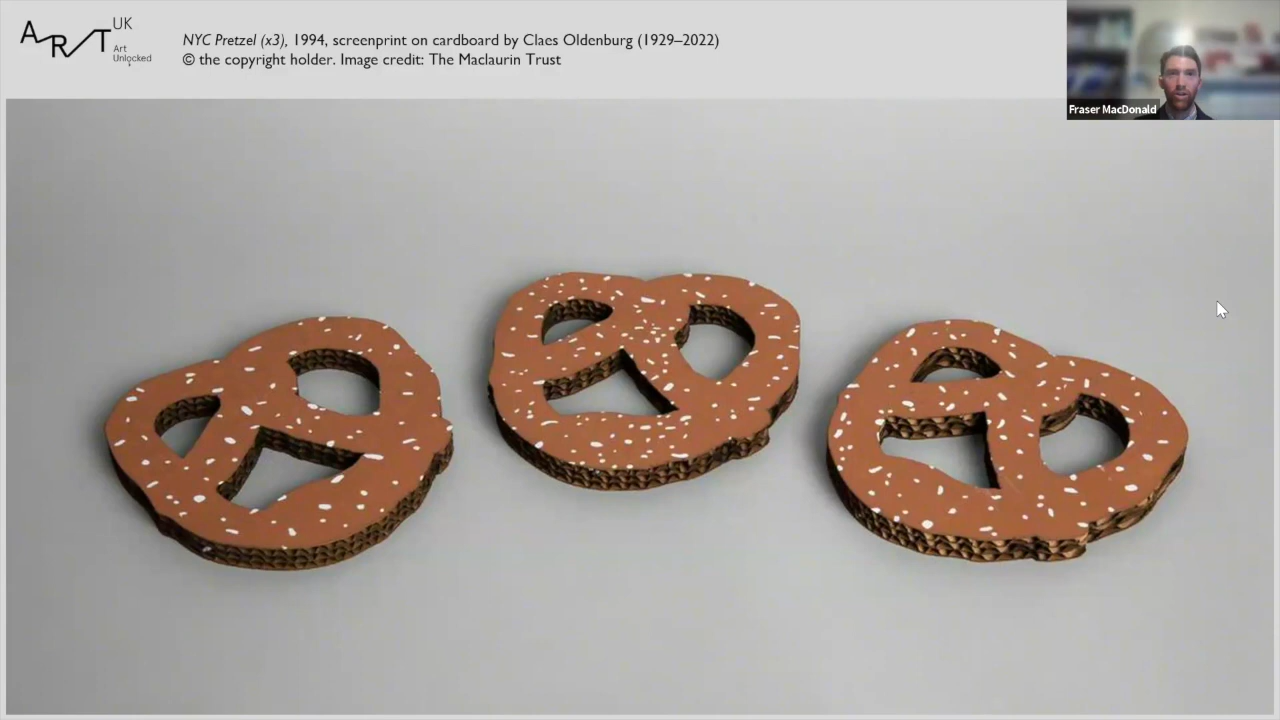 ART UK
Art
Unlocked
NYC Pretzel (x3), 1994, screenprint on cardboard by Claes Oldenburg (1929–2022)
© the copyright holder. Image credit: The Maclaurin Trust
Fraser MacDonald